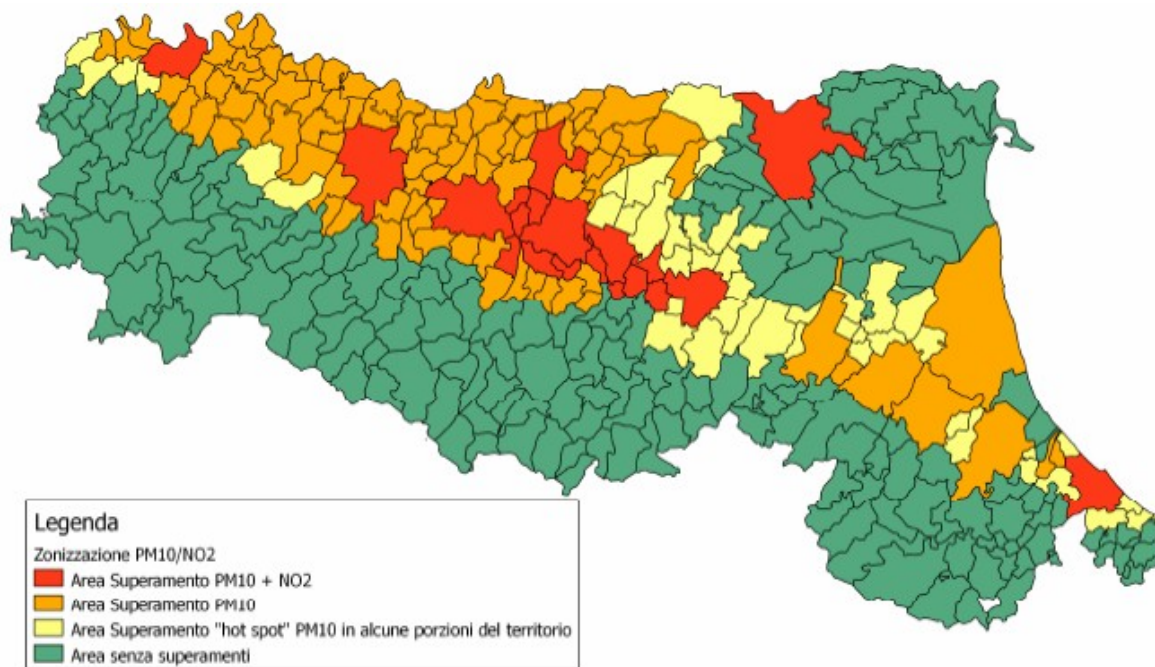 Legenda
Zonizzazione PM10/NO2
Area Superamento PM10 + NO2
Area Superamento PM10
Area Superamento "hot spot" PM10 in alcune porzioni del territorio
Area senza superamenti